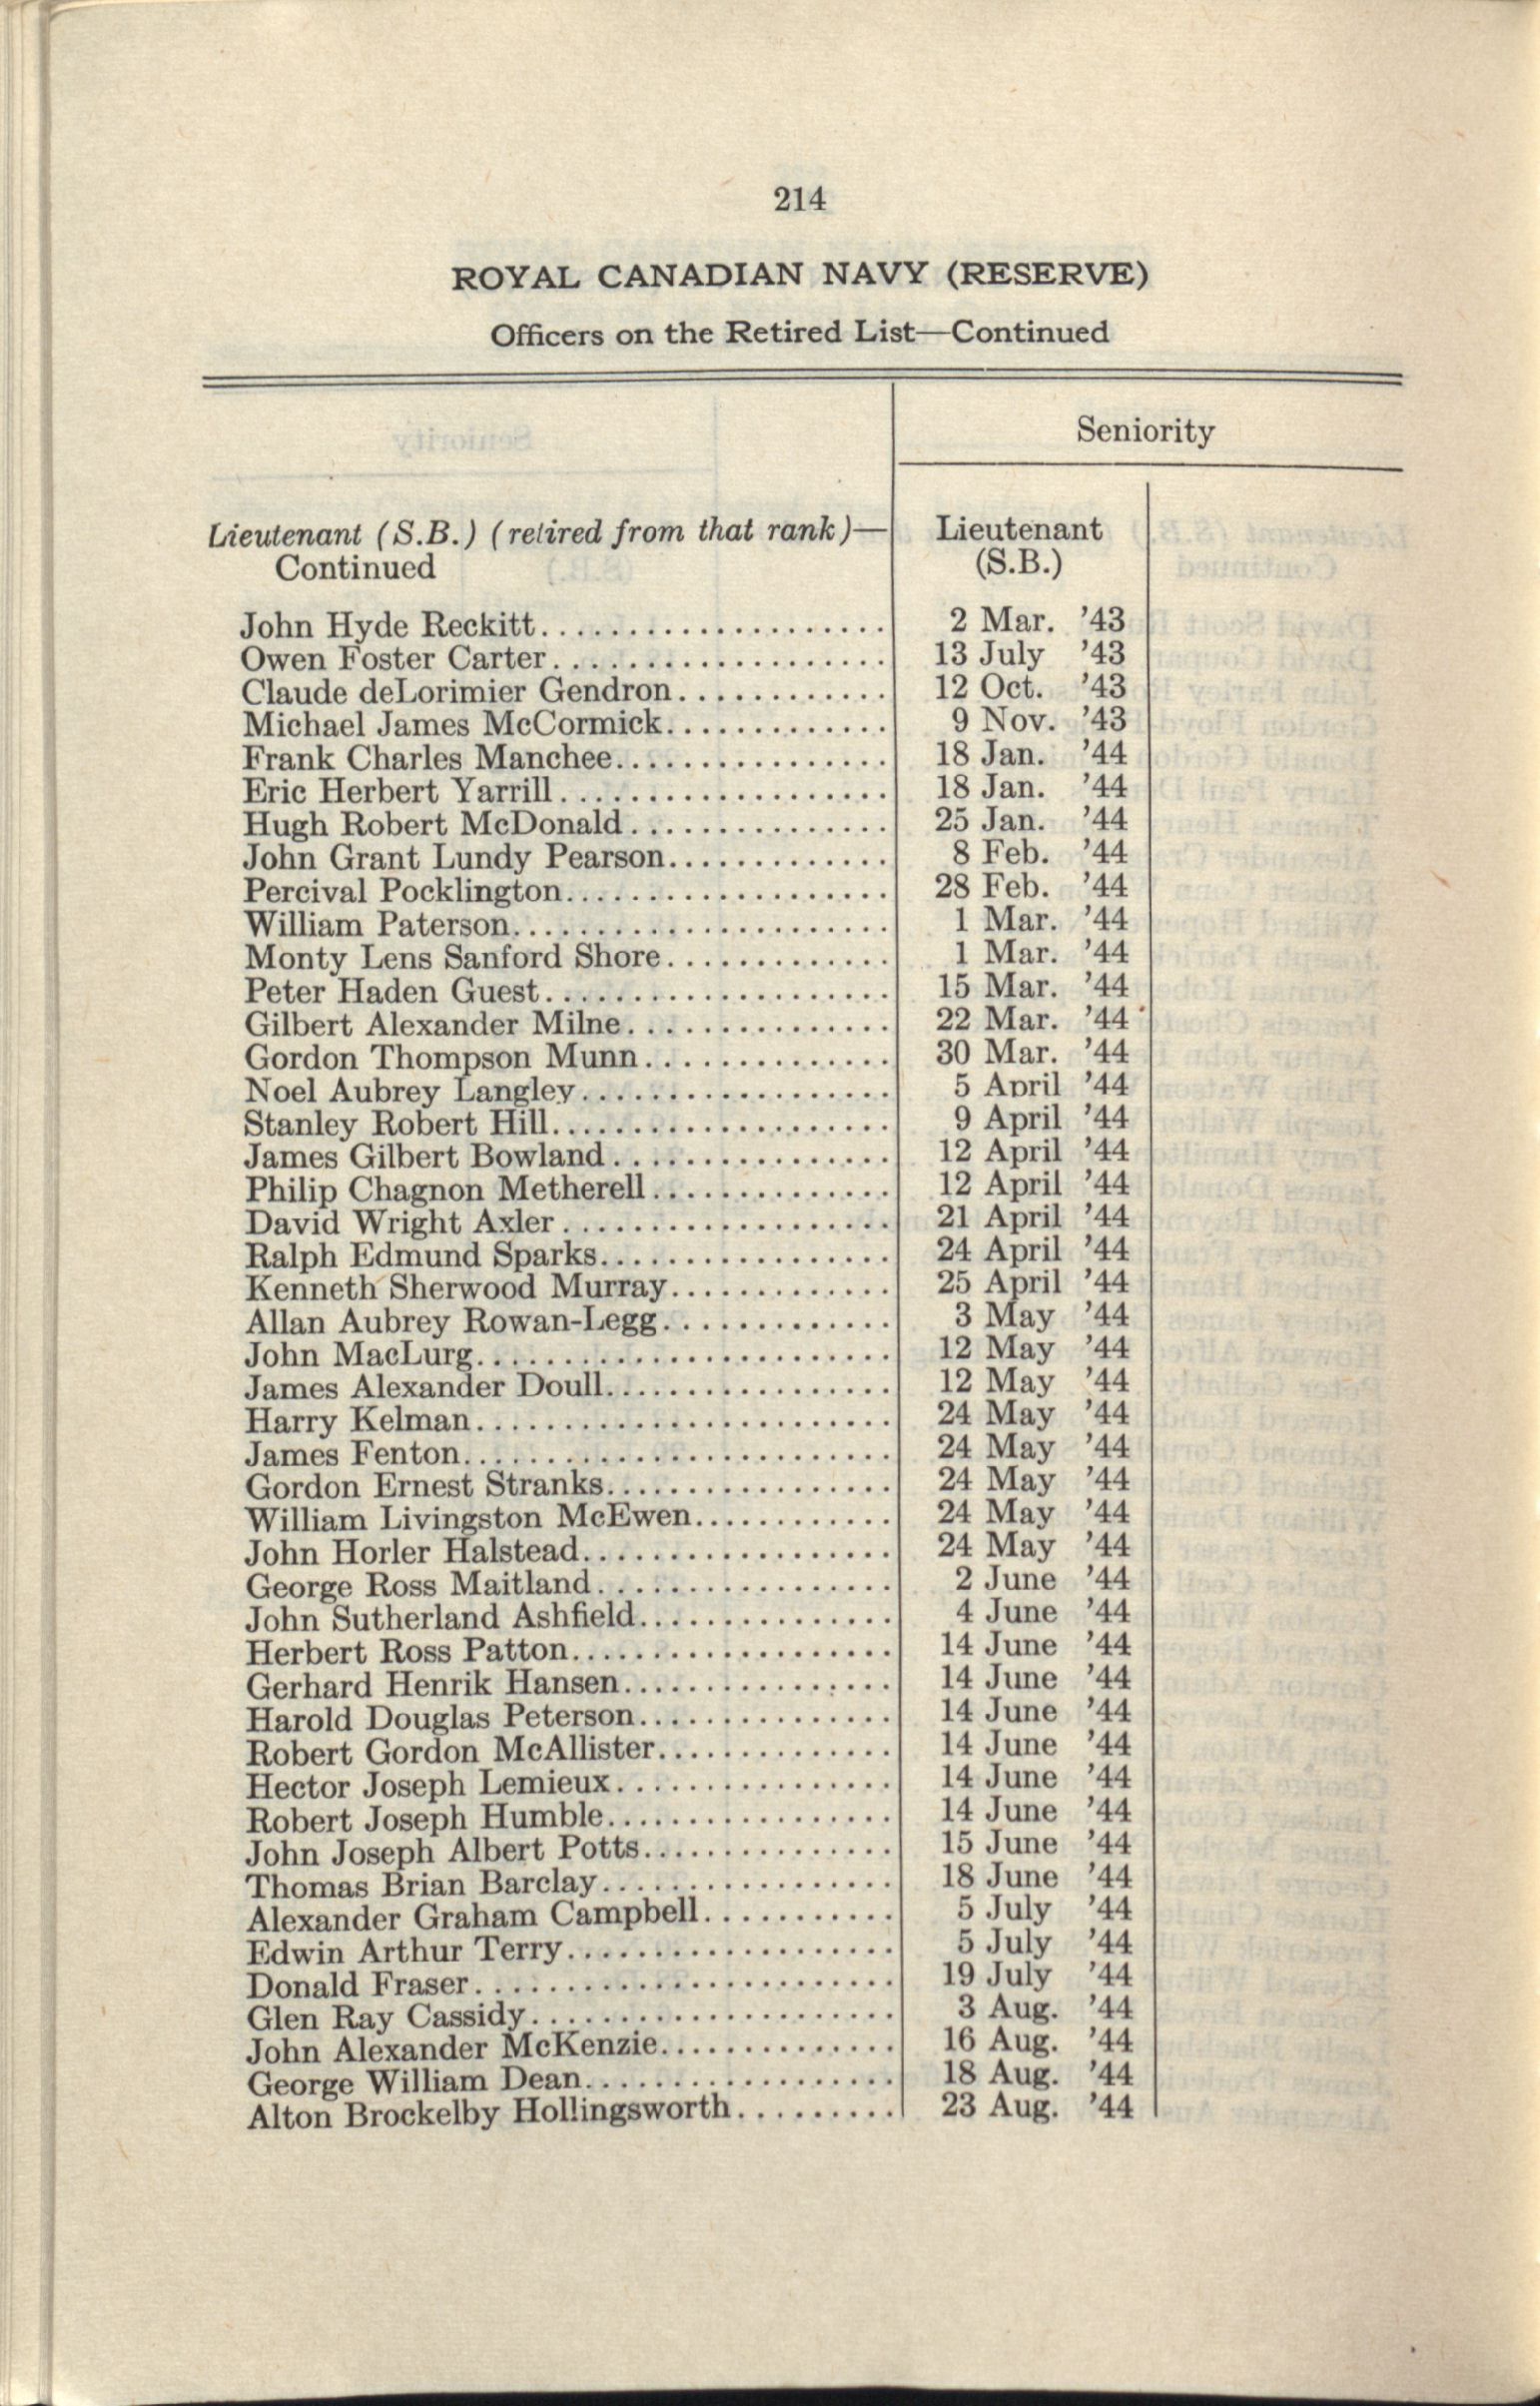 214
ROYAL CANADIAN NAVY (RESERVE)
Officers on the Retired List—Continued
Seniority
Lieutenant (S.B.) (retired from that rank)— Lieutenant
Continued (S.B.)
John Hyde Reckitt.................... 2 Mar. ’43
Owen Foster Carter................... 13 July ’43
Claude deLorimier Gendron............ 12 Oct. ’43
Michael James McCormick............. 9 Nov. ’43
Frank Charles Manchee................ 18 Jan. ’44
Eric Herbert Yarrill................... 18 Jan. ’44
Hugh Robert McDonald............... 25 Jan. ’44
John Grant Lundy Pearson............. 8 Feb. ’44
Percival Pocklington................... 28 Feb. ’44
William Paterson...................... 1 Mar. ’44
Monty Lens Sanford Shore............. 1 Mar. ’44
Peter Haden Guest.................... 15 Mar. ’44
Gilbert Alexander Milne............... 22 Mar. ’44
Gordon Thompson Munn.............. 30 Mar. ’44
Noel Aubrey Langley.................. 5 April ’44
Stanley Robert Hill.................... 9 April ’44
James Gilbert Bowland................ 12 April ’44
Philip Chagnon Metherell.............. 12 April ’44
David Wright Axler................... 21 April ’44
Ralph Edmund Sparks................. 24 April ’44
Kenneth Sherwood Murray............. 25 April ’44
Allan Aubrey Rowan-Legg............. 3 May ’44
John MacLurg........................ 12 May ’44
James Alexander Doull................. 12 May ’44
Harry Kelman........................ 24 May ’44
James Fenton......................... 24 May ’44
Gordon Ernest Stranks................. 24 May ’44
William Livingston McEwen............ 24 May ’44
John Horler Halstead.................. 24 May ’44
George Ross Maitland................. 2 June ’44
John Sutherland Ashfield............... 4 June ’44
Herbert Ross Patton................... 14 June ’44
Gerhard Henrik Hansen................ 14 June ’44
Harold Douglas Peterson............... 14 June ’44
Robert Gordon McAllister.............. 14 June ’44
Hector Joseph Lemieux................ 14 June ’44
Robert Joseph Humble................. 14 June ’44
John Joseph Albert Potts............... 15 June ’44
Thomas Brian Barclay................. 18 June ’44
Alexander Graham Campbell........... 5 July ’44
Edwin Arthur Terry................... 5 July ’44
Donald Fraser........................ 19 July ’44
Glen Ray Cassidy..................... 3 Aug. ’44
John Alexander McKenzie.............. 16 Aug. ’44
George William Dean.................. 18 Aug. ’44
Alton Brockelby Hollingsworth......... 23 Aug. ’44